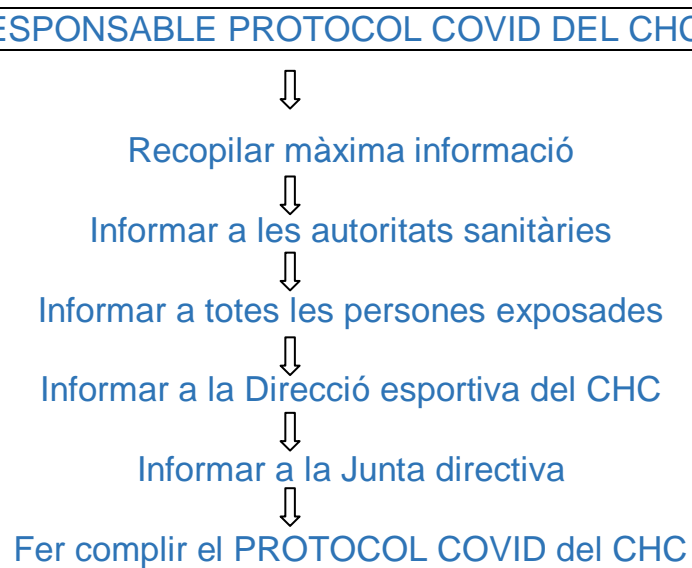 ESPONSABLE PROTOCOL COVID DEL CHC
Recopilar màxima informació
Informar a les autoritats sanitàries
Informar a totes les persones exposades
Informar a la Direcció esportiva del CHC
Informar a la Junta directiva
Fer complir el PROTOCOL COVID del CHC